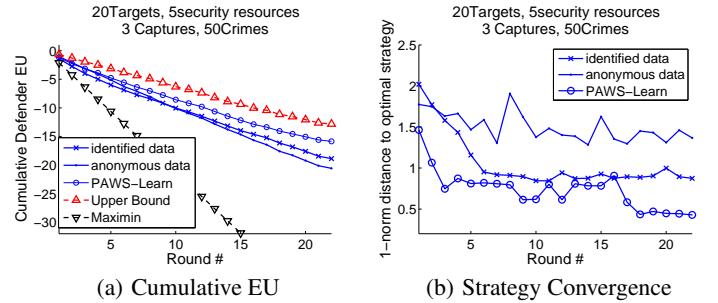 20Targets, 5security resources
3 Captures, 50Crimes
Cumulative Defender EU
0
−5
−10
−15
−20
−25
−30
identified data
anonymous data
PAWS−Learn
Upper Bound
Maximin
5
10
15
20
Round #
(a) Cumulative EU
20Targets, 5security resources
3 Captures, 50Crimes
1−norm distance to optimal strategy
2.5
2
1.5
1
0.5
identified data
anonymous data
PAWS−Learn
5
10
15
20
Round #
(b) Strategy Convergence